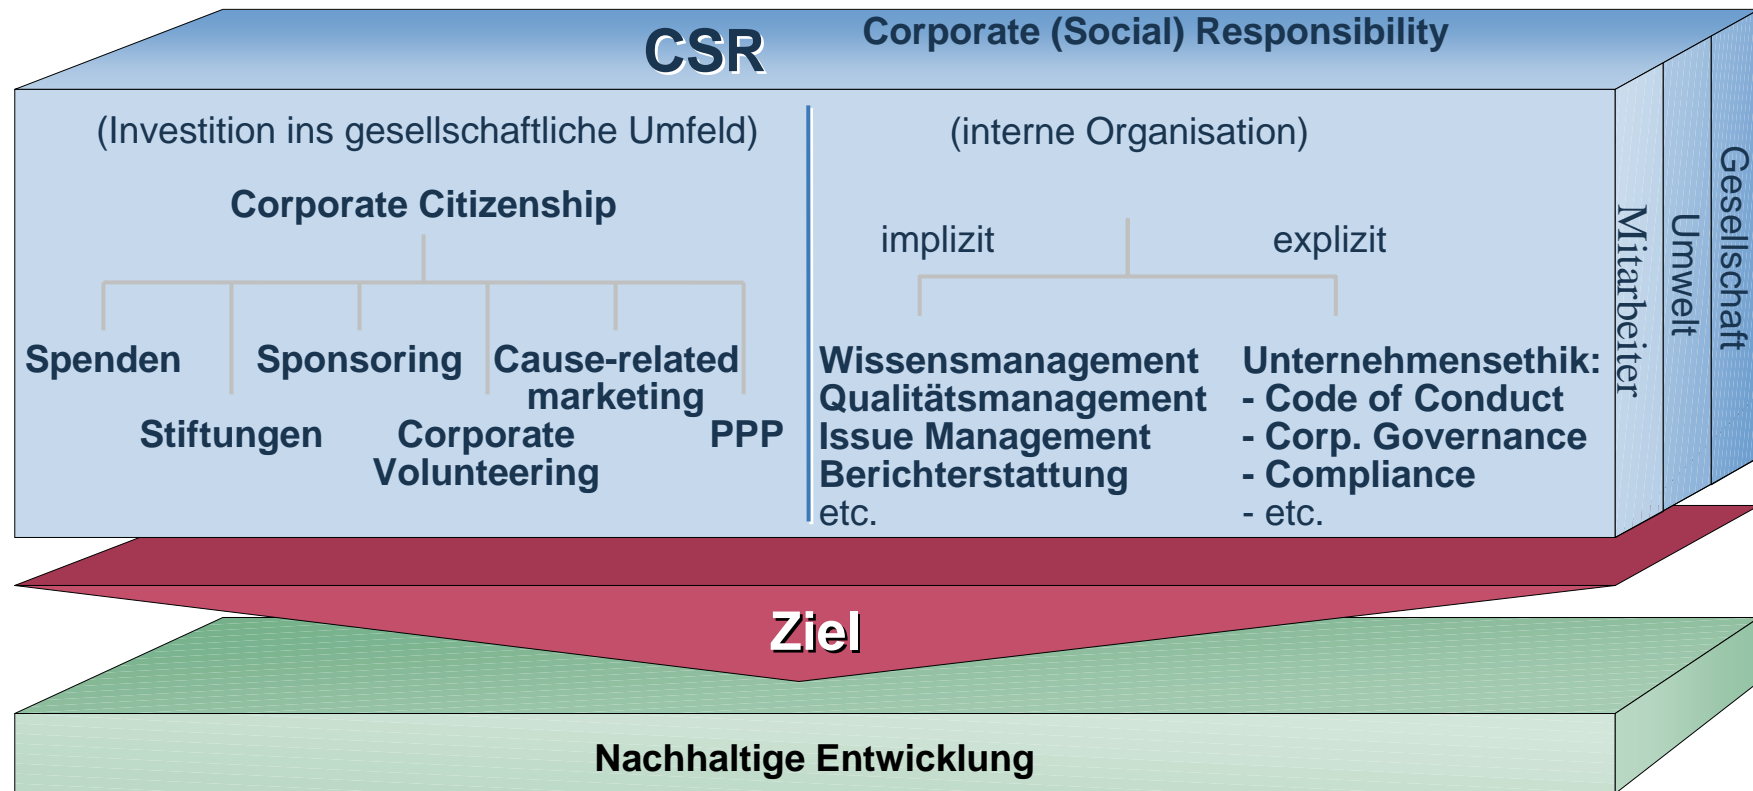 CSR
Corporate (Social) Responsibility
(Investition ins gesellschaftliche Umfeld)
Corporate Citizenship
Spenden
Sponsoring
Cause-related
marketing
Stiftungen
Corporate
Volunteering
PPP
(interne Organisation)
implizit
explizit
Wissensmanagement
Qualitätsmanagement
Issue Management
Berichterstattung
etc.
Unternehmensethik:
- Code of Conduct
- Corp. Governance
- Compliance
- etc.
Mitarbeiter
Umwelt
Gesellschaft
Ziel
Nachhaltige Entwicklung